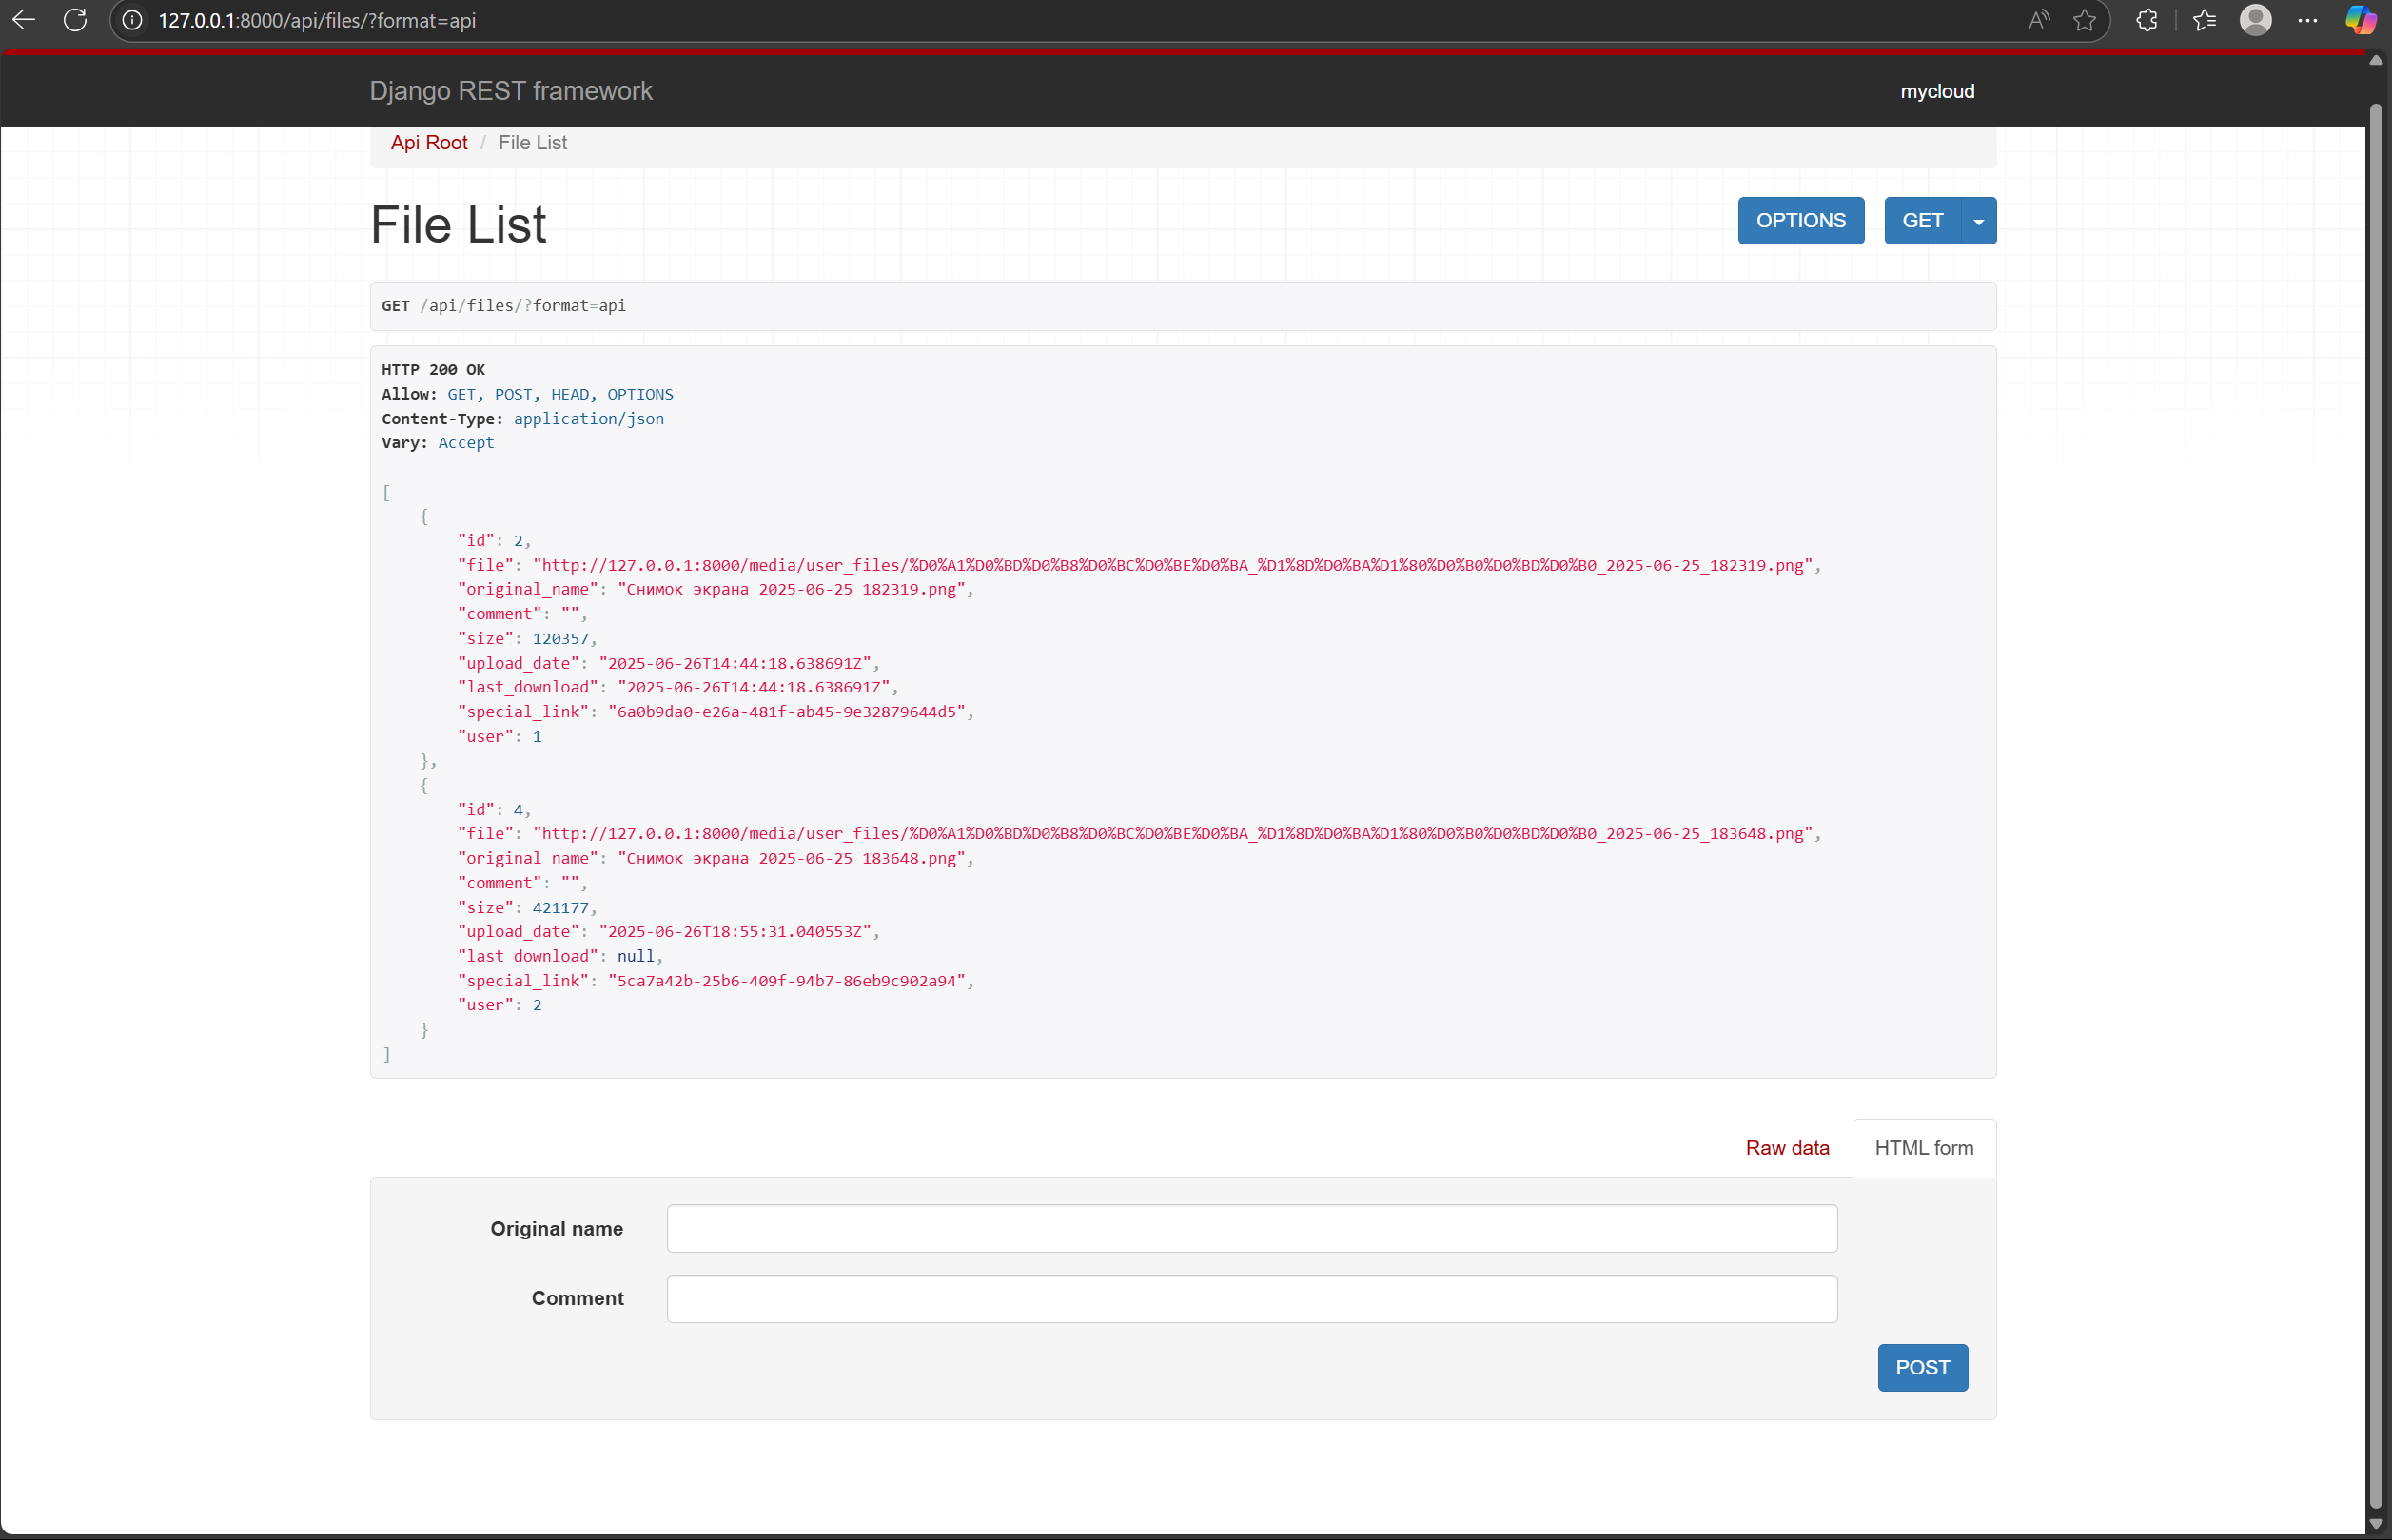 127.0.0.1:8000/api/files/?format=api
Django REST framework
mycloud
Api Root / File List
File List
OPTIONS
GET
GET /api/files/?format=api
HTTP 200 OK
Allow: GET, POST, HEAD, OPTIONS
Content-Type: application/json
Vary: Accept
[
    {
        "id": 2,
        "file": "http://127.0.0.1:8000/media/user_files/%D0%A1%D0%BD%D0%B8%D0%BC%D0%BE%D0%BA_%D1%8D%D0%BA%D1%80%D0%B0%D0%BD%D0%B0_2025-06-25_182319.png",
        "original_name": "Снимок экрана 2025-06-25 182319.png",
        "comment": "",
        "size": 120357,
        "upload_date": "2025-06-26T14:44:18.638691Z",
        "last_download": "2025-06-26T14:44:18.638691Z",
        "special_link": "6a0b9da0-e26a-481f-ab45-9e32879644d5",
        "user": 1
    },
    {
        "id": 4,
        "file": "http://127.0.0.1:8000/media/user_files/%D0%A1%D0%BD%D0%B8%D0%BC%D0%BE%D0%BA_%D1%8D%D0%BA%D1%80%D0%B0%D0%BD%D0%B0_2025-06-25_183648.png",
        "original_name": "Снимок экрана 2025-06-25 183648.png",
        "comment": "",
        "size": 421177,
        "upload_date": "2025-06-26T18:55:31.040553Z",
        "last_download": null,
        "special_link": "5ca7a42b-25b6-409f-94b7-86eb9c902a94",
        "user": 2
    }
]
Raw data
HTML form
Original name
Comment
POST